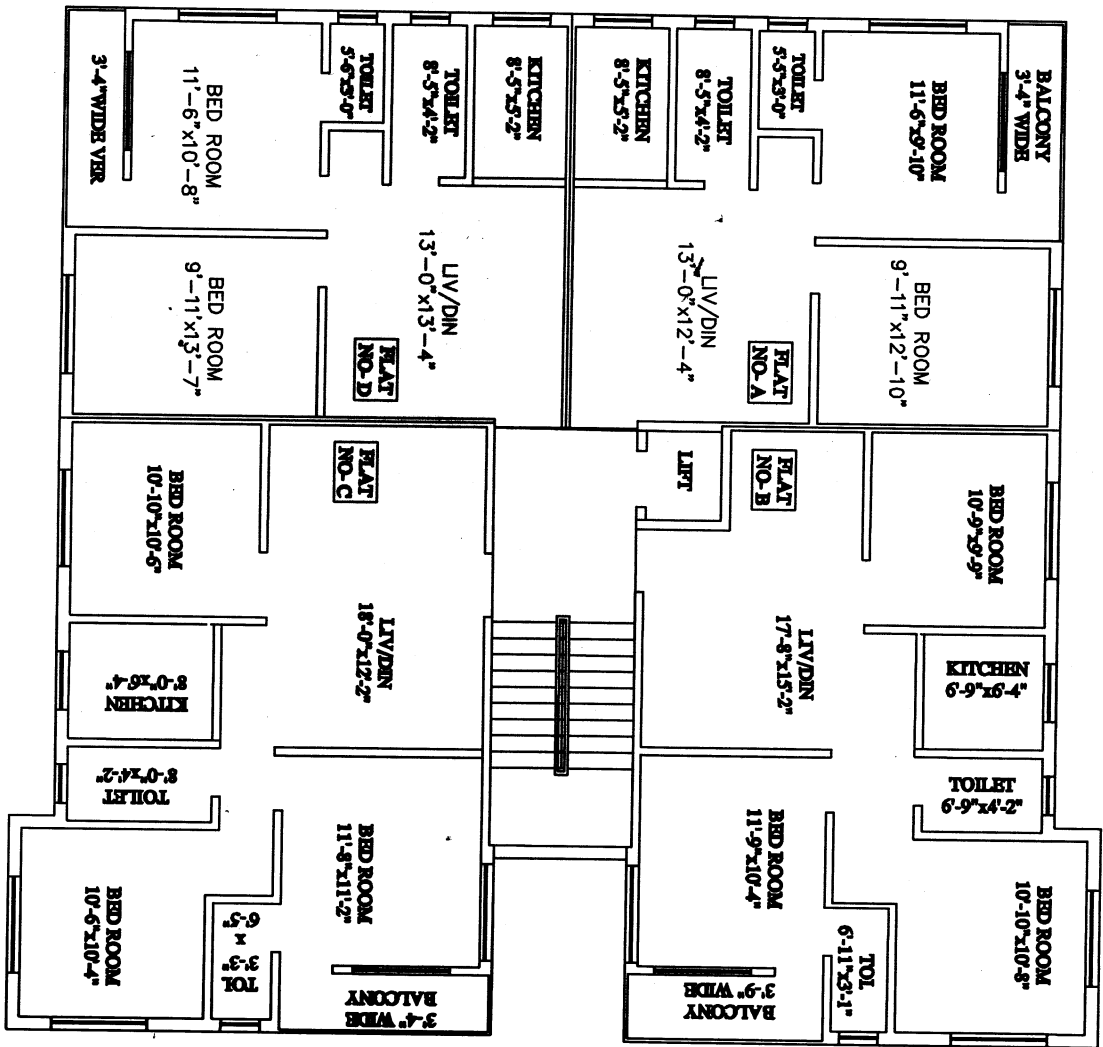 3'-4"WIDE VER
BED ROOM
11'-6"x10'-8"
TOILET
5'-6"x3'-0"
TOILET
8'-5"x4'-2"
KITCHEN
8'-5"x5'-2"
KITCHEN
8'-5"x5'-2"
TOILET
8'-5"x4'-2"
TOILET
5'-5"x3'-0"
BED ROOM
11'-6"x9'-10"
BALCONY
3'-4" WIDE
BED ROOM
9'-11'x13'-7"
LIV/DIN
13'-0"x13'-4"
FLAT
NO- D
LIV/DIN
13'-0"x12'-4"
FLAT
NO- A
BED ROOM
9'-11"x12'-10"
BED ROOM
10'-10"x10'-6"
FLAT
NO- C
LIFT
FLAT
NO- B
BED ROOM
10'-9"x9'-9"
KITCHEN
8'-0"x6'-4"
LIV/DIN
18'-0"x12'-2"
LIV/DIN
17'-8"x15'-2"
KITCHEN
6'-9"x6'-4"
TOILET
8'-0"x4'-2"
TOILET
6'-9"x4'-2"
BED ROOM
10'-6"x10'-4"
TOI
3'-3"
x
6'-5"
BED ROOM
11'-8"x11'-2"
BALCONY
3'-4" WIDE
BED ROOM
11'-9"x10'-4"
BALCONY
3'-9" WIDE
TOI
6'-11"x3'-1"
BED ROOM
10'-10"x10'-8"